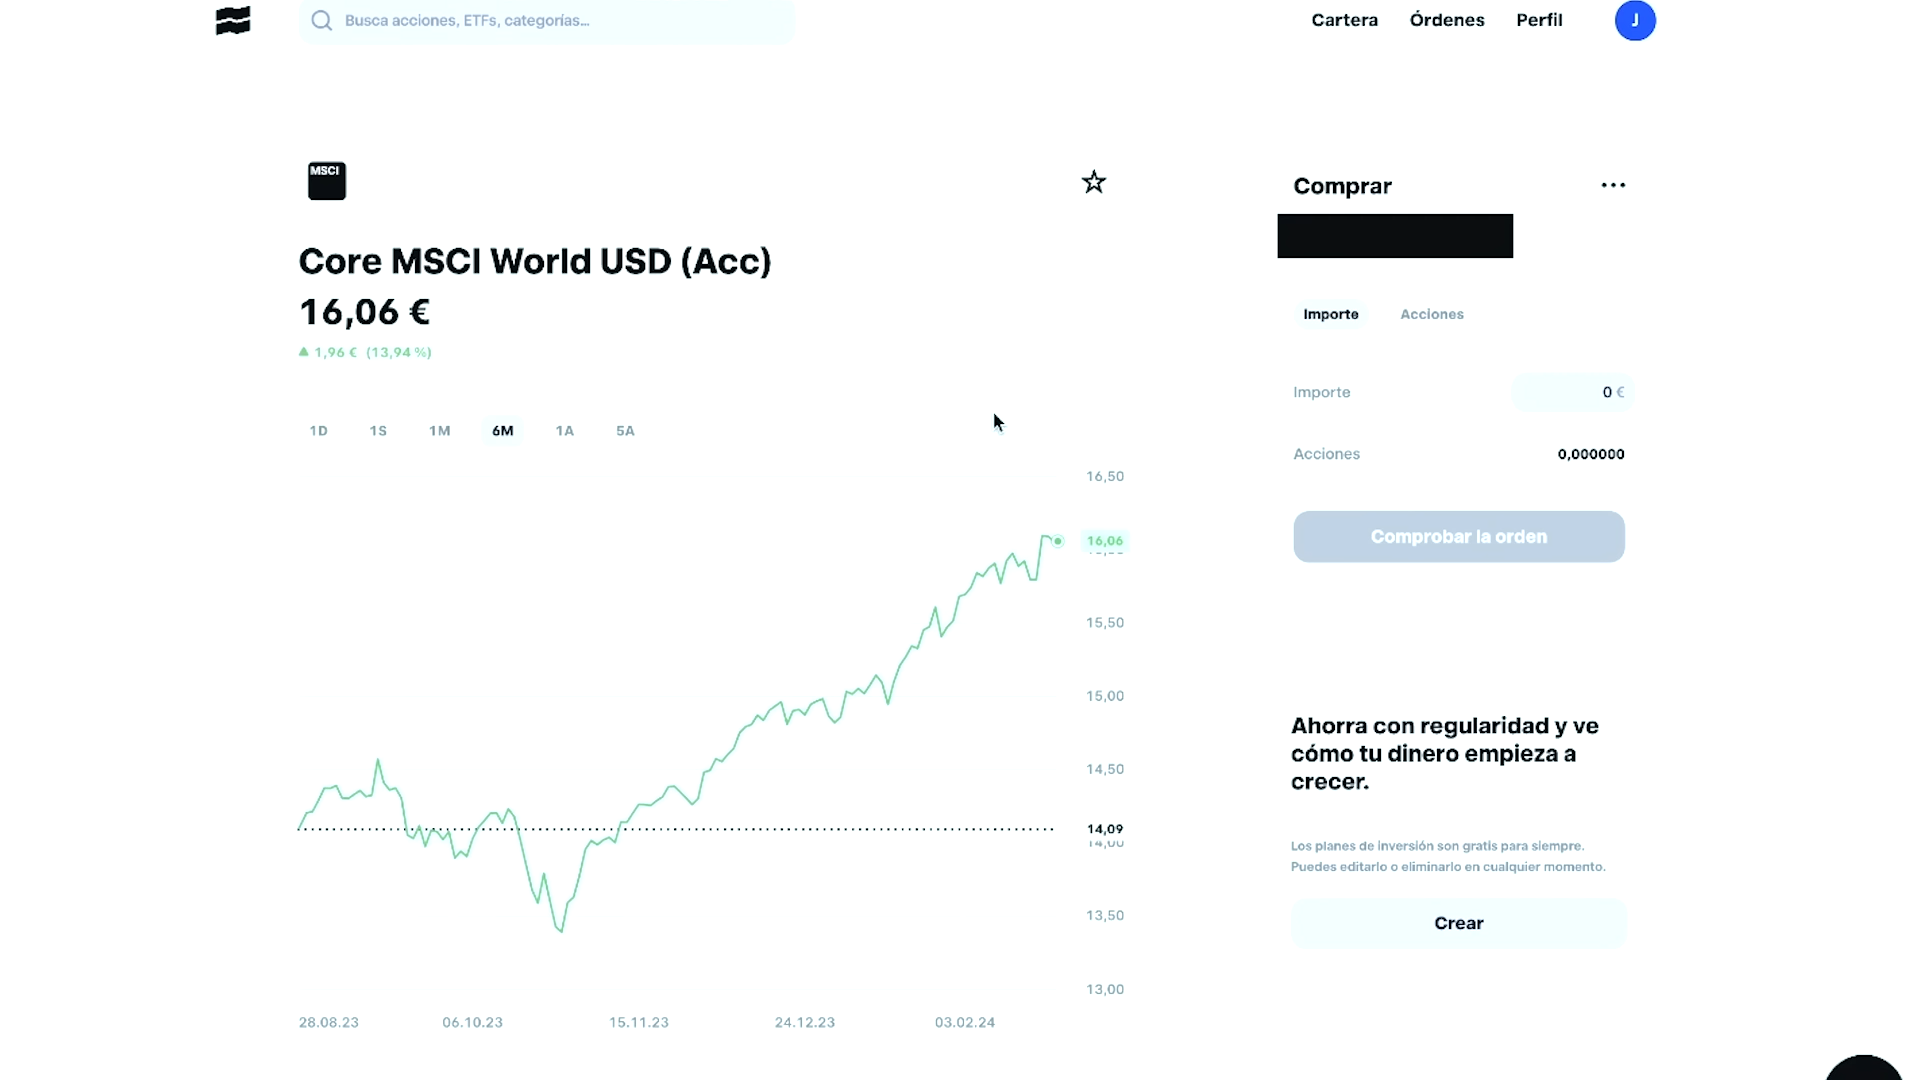 Busca acciones, ETFs, categorías...
Cartera
Órdenes
Perfil
J
MSCI
Core MSCI World USD (Acc)
16,06 €
1,96 € (13,94 %)
1D
1S
1M
6M
1A
5A
16,50
16,06
15,50
15,00
14,50
14,09
14,00
13,50
13,00
28.08.23
06.10.23
15.11.23
24.12.23
03.02.24
Comprar
Importe
Acciones
Importe
0 €
Acciones
0,000000
Comprobar la orden
Ahorra con regularidad y ve
cómo tu dinero empieza a
crecer.
Los planes de inversión son gratis para siempre.
Puedes editarlo o eliminarlo en cualquier momento.
Crear